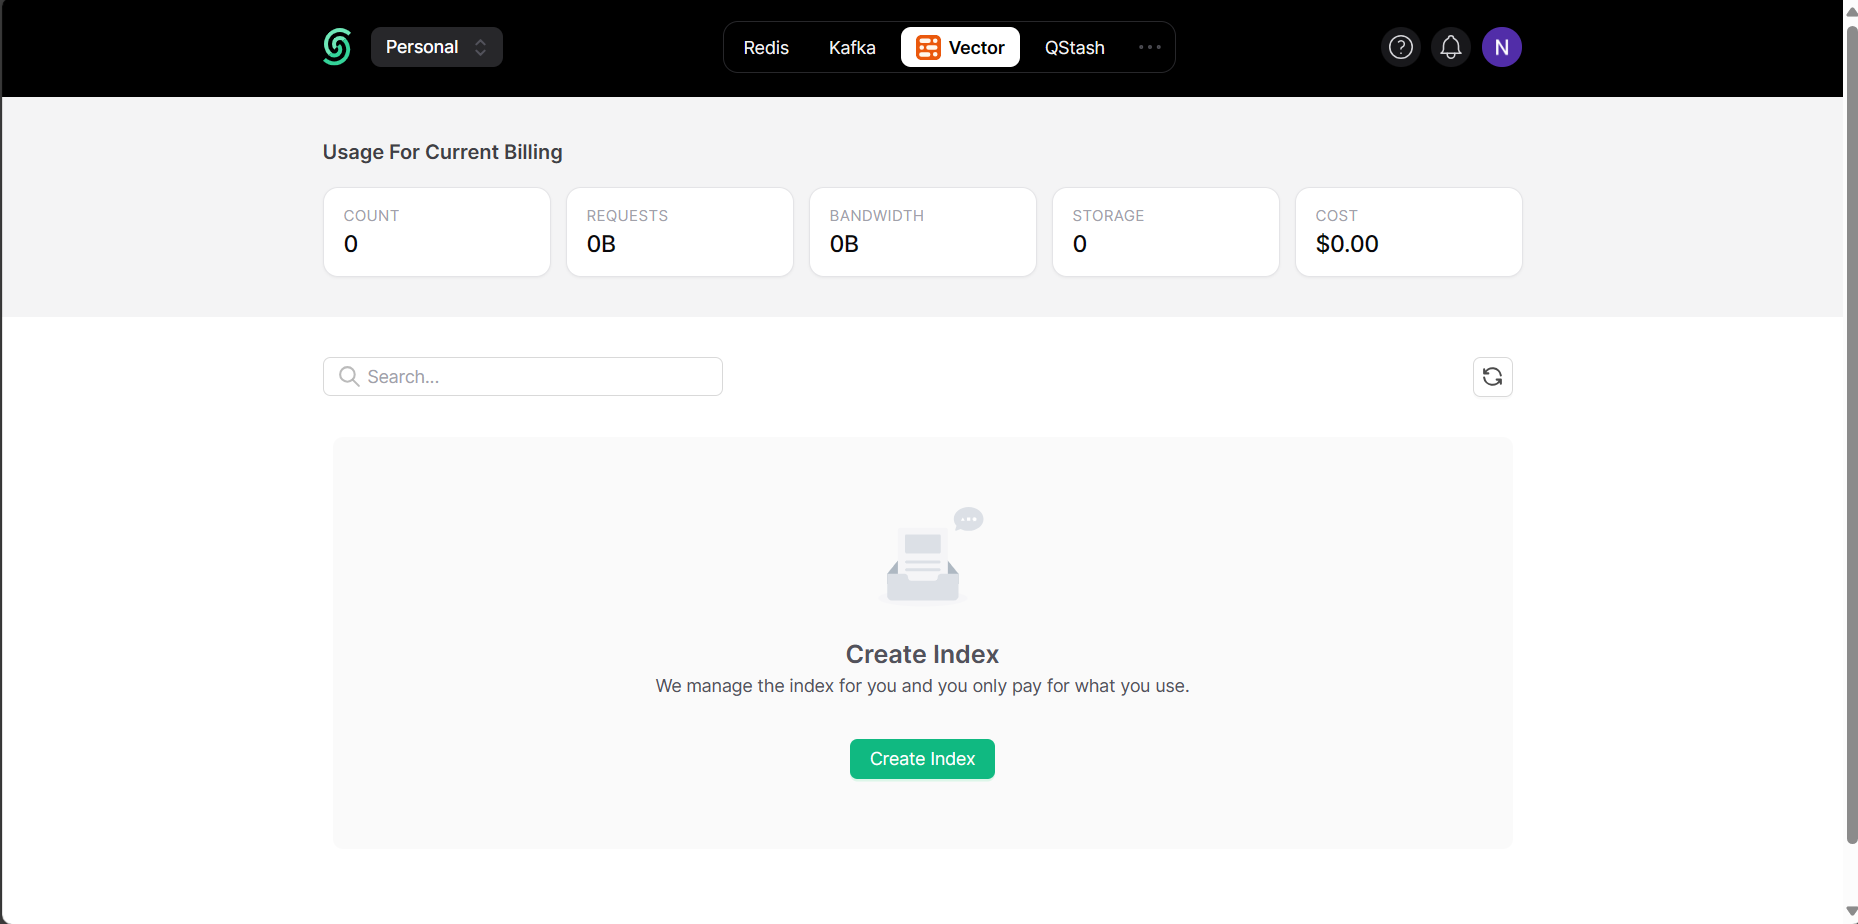 Personal
Redis Kafka Vector QStash
N
Usage For Current Billing
COUNT REQUESTS BANDWIDTH STORAGE COST
0 0B 0B 0 $0.00
Search...
Create Index
We manage the index for you and you only pay for what you use.
Create Index